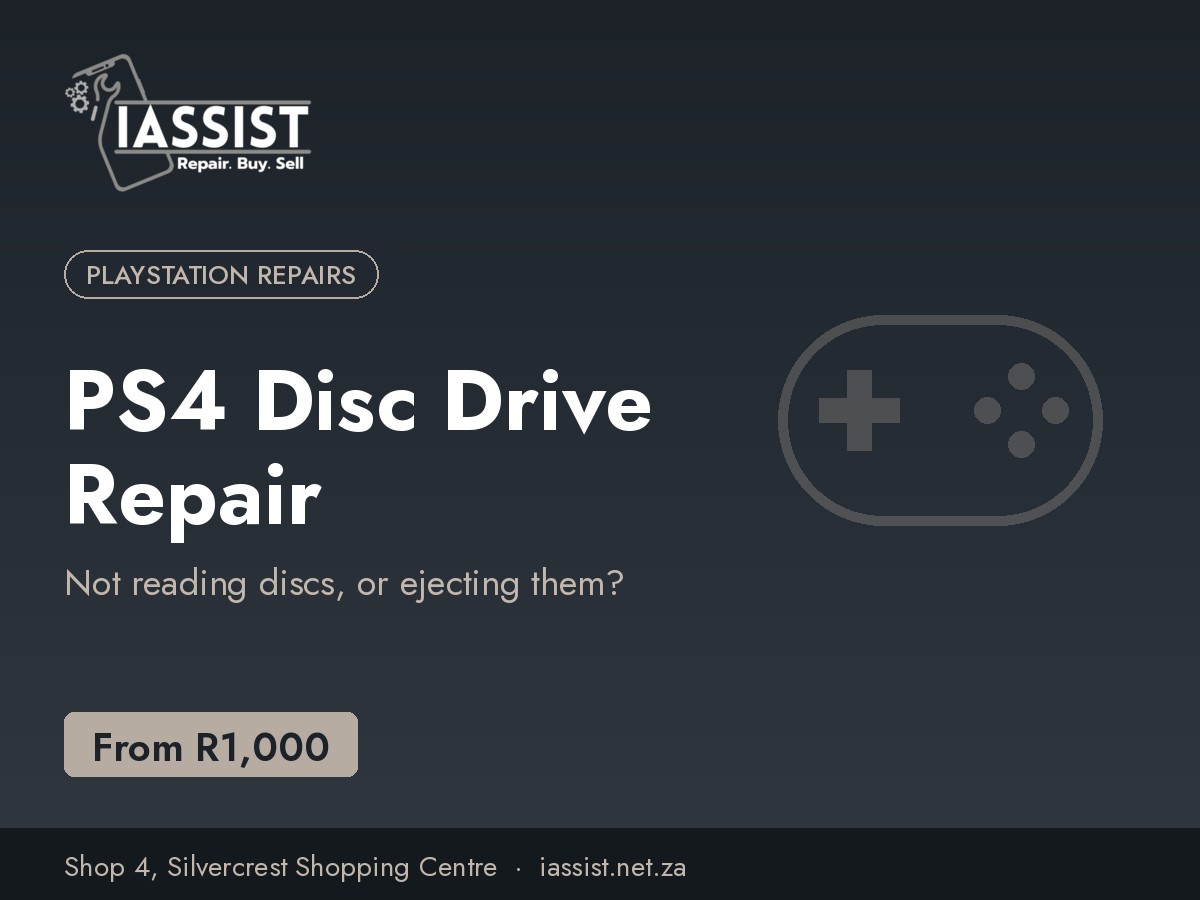 IASSIST
Repair. Buy. Sell
PLAYSTATION REPAIRS
PS4 Disc Drive
Repair
Not reading discs, or ejecting them?
From R1,000
Shop 4, Silvercrest Shopping Centre · iassist.net.za